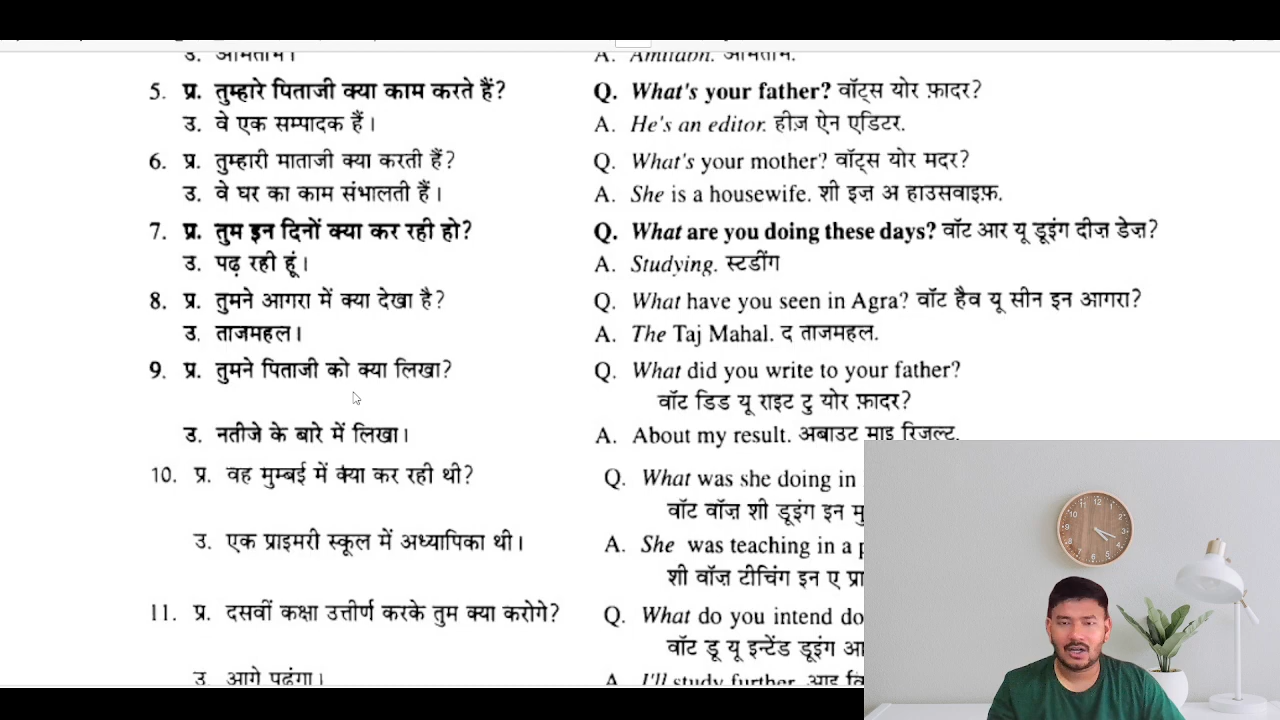 5. प्र. तुम्हारे पिताजी क्या काम करते हैं? Q. What's your father? वॉट्स योर फ़ादर?
उ. वे एक सम्पादक हैं। A. He's an editor. हीज़ ऐन एडिटर.
6. प्र. तुम्हारी माताजी क्या करती हैं? Q. What's your mother? वॉट्स योर मदर?
उ. वे घर का काम संभालती हैं। A. She is a housewife. शी इज़ अ हाउसवाइफ़.
7. प्र. तुम इन दिनों क्या कर रही हो? Q. What are you doing these days? वॉट आर यू डूइंग दीज़ डेज़?
उ. पढ़ रही हूं। A. Studying. स्टडींग
8. प्र. तुमने आगरा में क्या देखा है? Q. What have you seen in Agra? वॉट हैव यू सीन इन आगरा?
उ. ताजमहल। A. The Taj Mahal. द ताजमहल.
9. प्र. तुमने पिताजी को क्या लिखा? Q. What did you write to your father?
वॉट डिड यू राइट टु योर फ़ादर?
उ. नतीजे के बारे में लिखा। A. About my result. अबाउट माइ रिज़ल्ट.
10. प्र. वह मुम्बई में क्या कर रही थी? Q. What was she doing in
वॉट वॉज़ शी डूइंग इन
उ. एक प्राइमरी स्कूल में अध्यापिका थी। A. She was teaching in a
शी वॉज़ टीचिंग इन ए
11. प्र. दसवीं कक्षा उत्तीर्ण करके तुम क्या करोगे? Q. What do you intend
वॉट डू यू इन्टेंड डूइंग
उ. आगे पढूंगा। A. I'll study further.